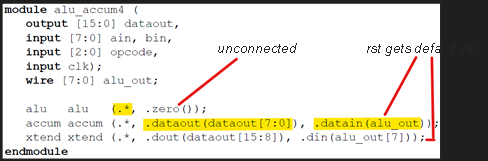 module alu_accum4 (
output [15:0] dataout,
input [7:0] ain, bin,
input [2:0] opcode,
input clk);
wire [7:0] alu_out;
unconnected
rst gets
alu alu (.*, .zero());
accum accum (.*, .dataout(dataout[7:0]), .datain(alu_out));
xtend xtend (.*, .dout(dataout[15:8]), .din(alu_out[7]));
endmodule